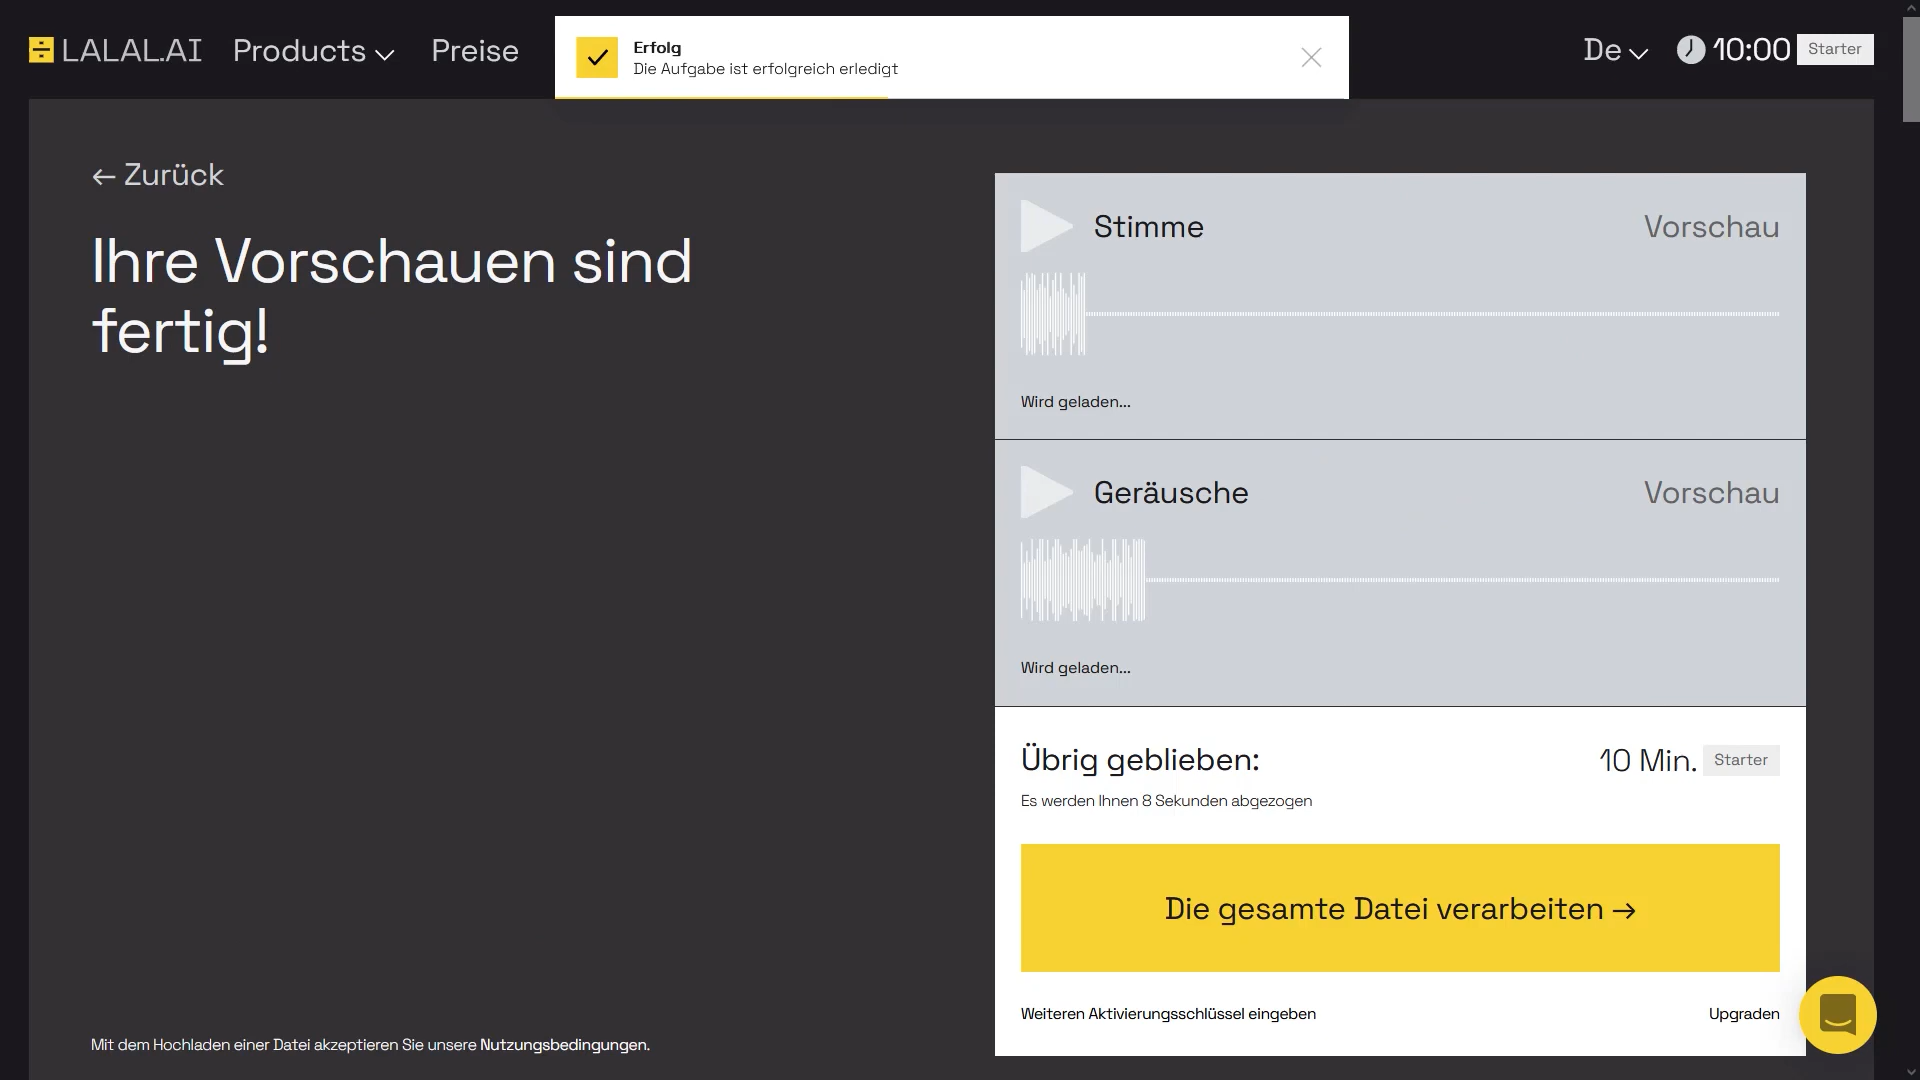 LALAL.AI Products Preise
Erfolg
Die Aufgabe ist erfolgreich erledigt
De 10:00 Starter
← Zurück
Ihre Vorschauen sind
fertig!
Stimme Vorschau
Wird geladen...
Geräusche Vorschau
Wird geladen...
Übrig geblieben: 10 Min. Starter
Es werden Ihnen 8 Sekunden abgezogen
Die gesamte Datei verarbeiten →
Weiteren Aktivierungsschlüssel eingeben Upgraden
Mit dem Hochladen einer Datei akzeptieren Sie unsere Nutzungsbedingungen.